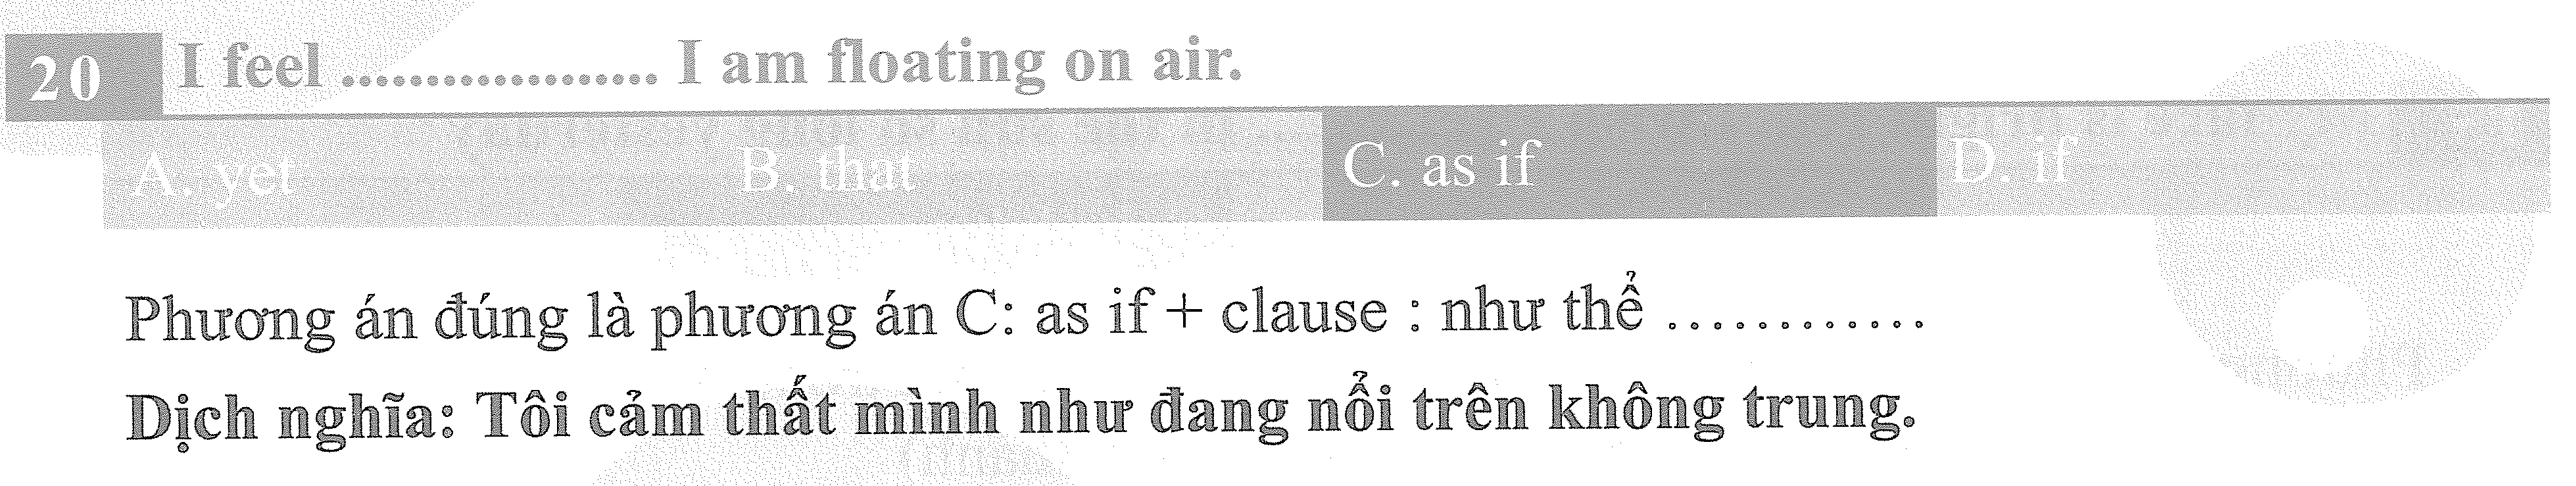 20 I feel .................... I am floating on air.
A. yet B. that C. as if D. if
Phương án đúng là phương án C: as if + clause : như thể ............
Dịch nghĩa: Tôi cảm thất mình như đang nổi trên không trung.